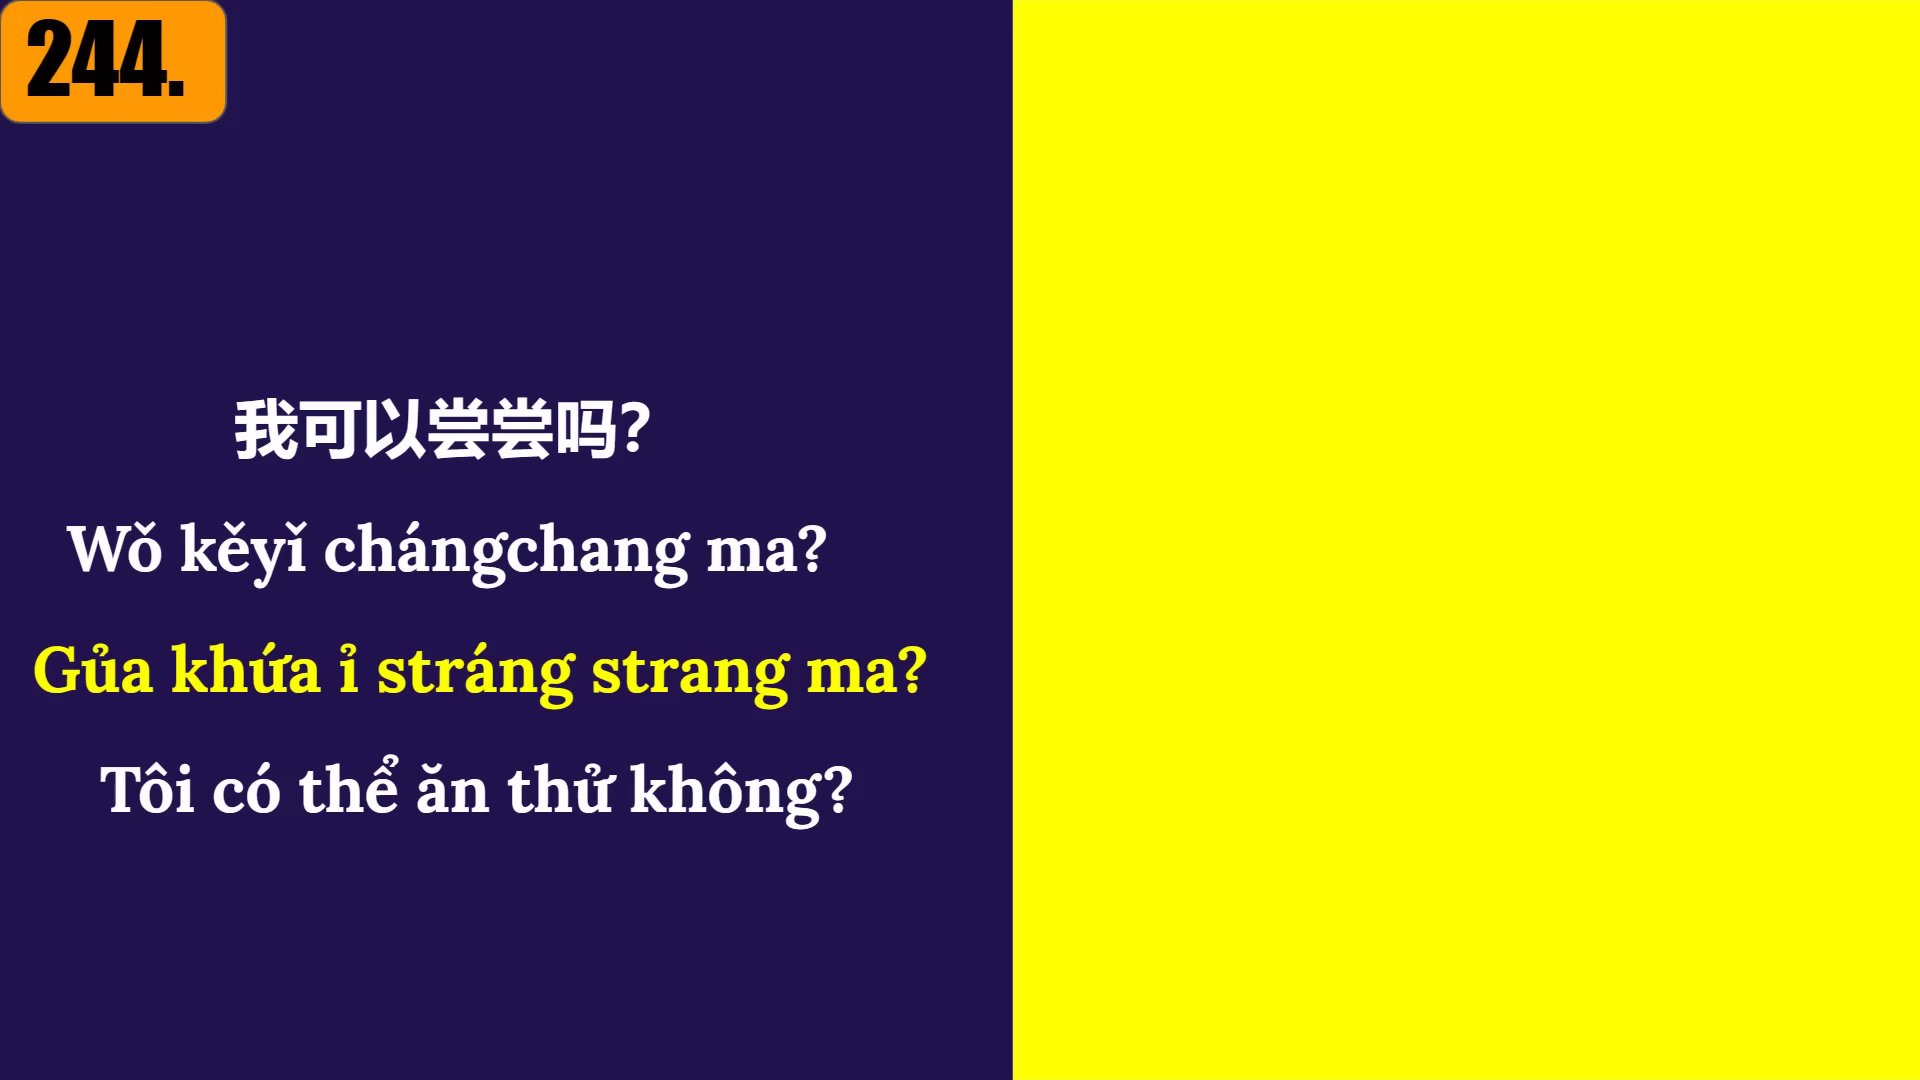 244.
我可以尝尝吗？
Wǒ kěyǐ chángchang ma?
Gủa khứa ỉ stráng strang ma?
Tôi có thể ăn thử không?